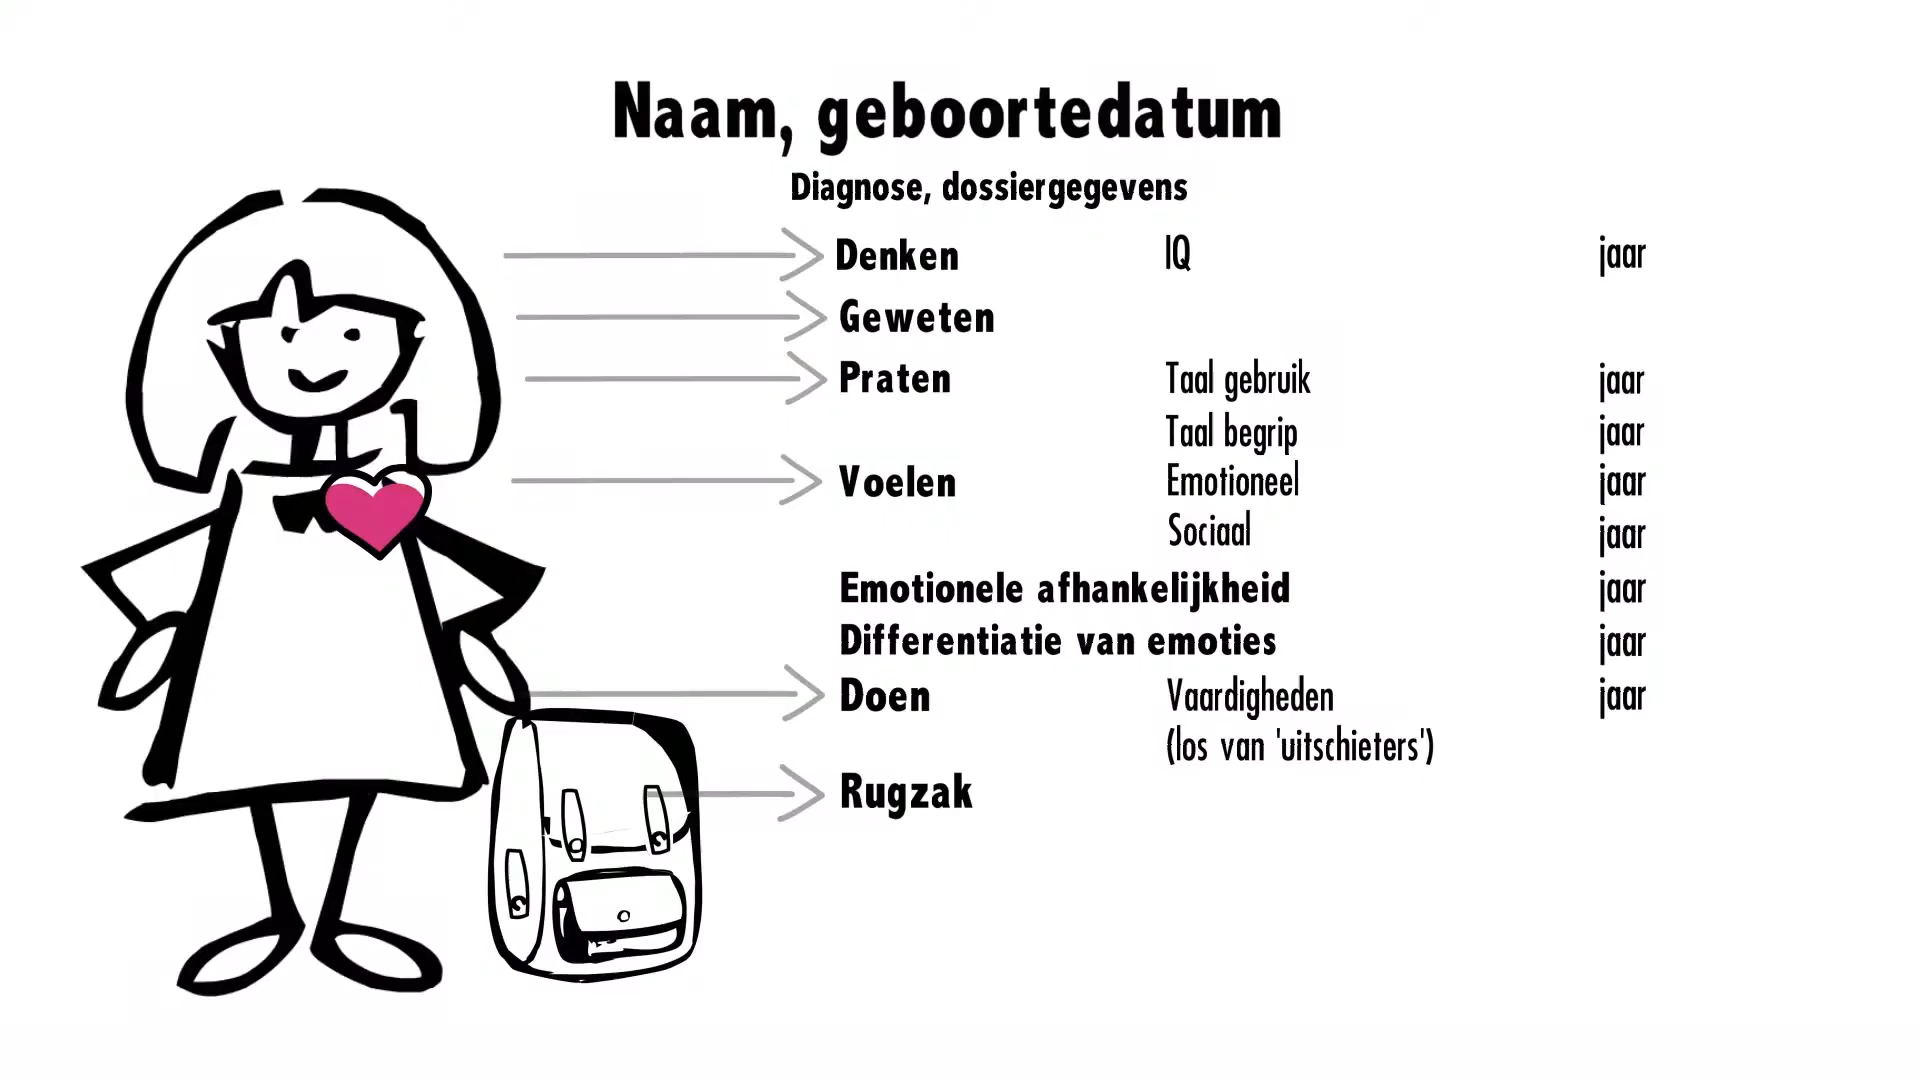 Naam, geboortedatum
Diagnose, dossiergegevens
Denken IQ jaar
Geweten
Praten Taal gebruik jaar
Taal begrip jaar
Voelen Emotioneel jaar
Sociaal jaar
Emotionele afhankelijkheid jaar
Differentiatie van emoties jaar
Doen Vaardigheden jaar
(los van 'uitschieters')
Rugzak